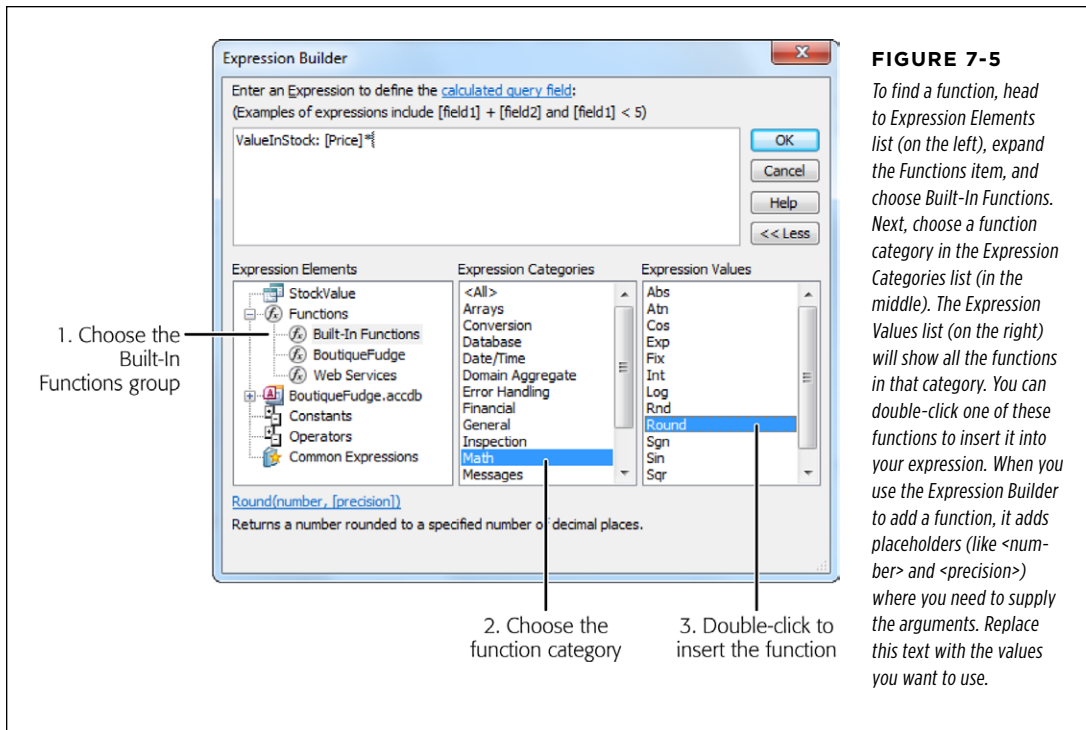 Expression Builder
Enter an Expression to define the calculated query field:
(Examples of expressions include [field1] + [field2] and [field1] < 5)
ValueInStock: [Price]*
OK
Cancel
Help
<< Less
Expression Elements
StockValue
Functions
Built-In Functions
BoutiqueFudge
Web Services
BoutiqueFudge.accdb
Constants
Operators
Common Expressions
Expression Categories
<All>
Arrays
Conversion
Database
Date/Time
Domain Aggregate
Error Handling
Financial
General
Inspection
Math
Messages
Expression Values
Abs
Atn
Cos
Exp
Fix
Int
Log
Rnd
Round
Sgn
Sin
Sqr
Round(number, [precision])
Returns a number rounded to a specified number of decimal places.
1. Choose the
Built-In
Functions group
2. Choose the
function category
3. Double-click to
insert the function
FIGURE 7-5
To find a function, head
to Expression Elements
list (on the left), expand
the Functions item, and
choose Built-In Functions.
Next, choose a function
category in the Expression
Categories list (in the
middle). The Expression
Values list (on the right)
will show all the functions
in that category. You can
double-click one of these
functions to insert it into
your expression. When you
use the Expression Builder
to add a function, it adds
placeholders (like <num-
ber> and <precision>)
where you need to supply
the arguments. Replace
this text with the values
you want to use.